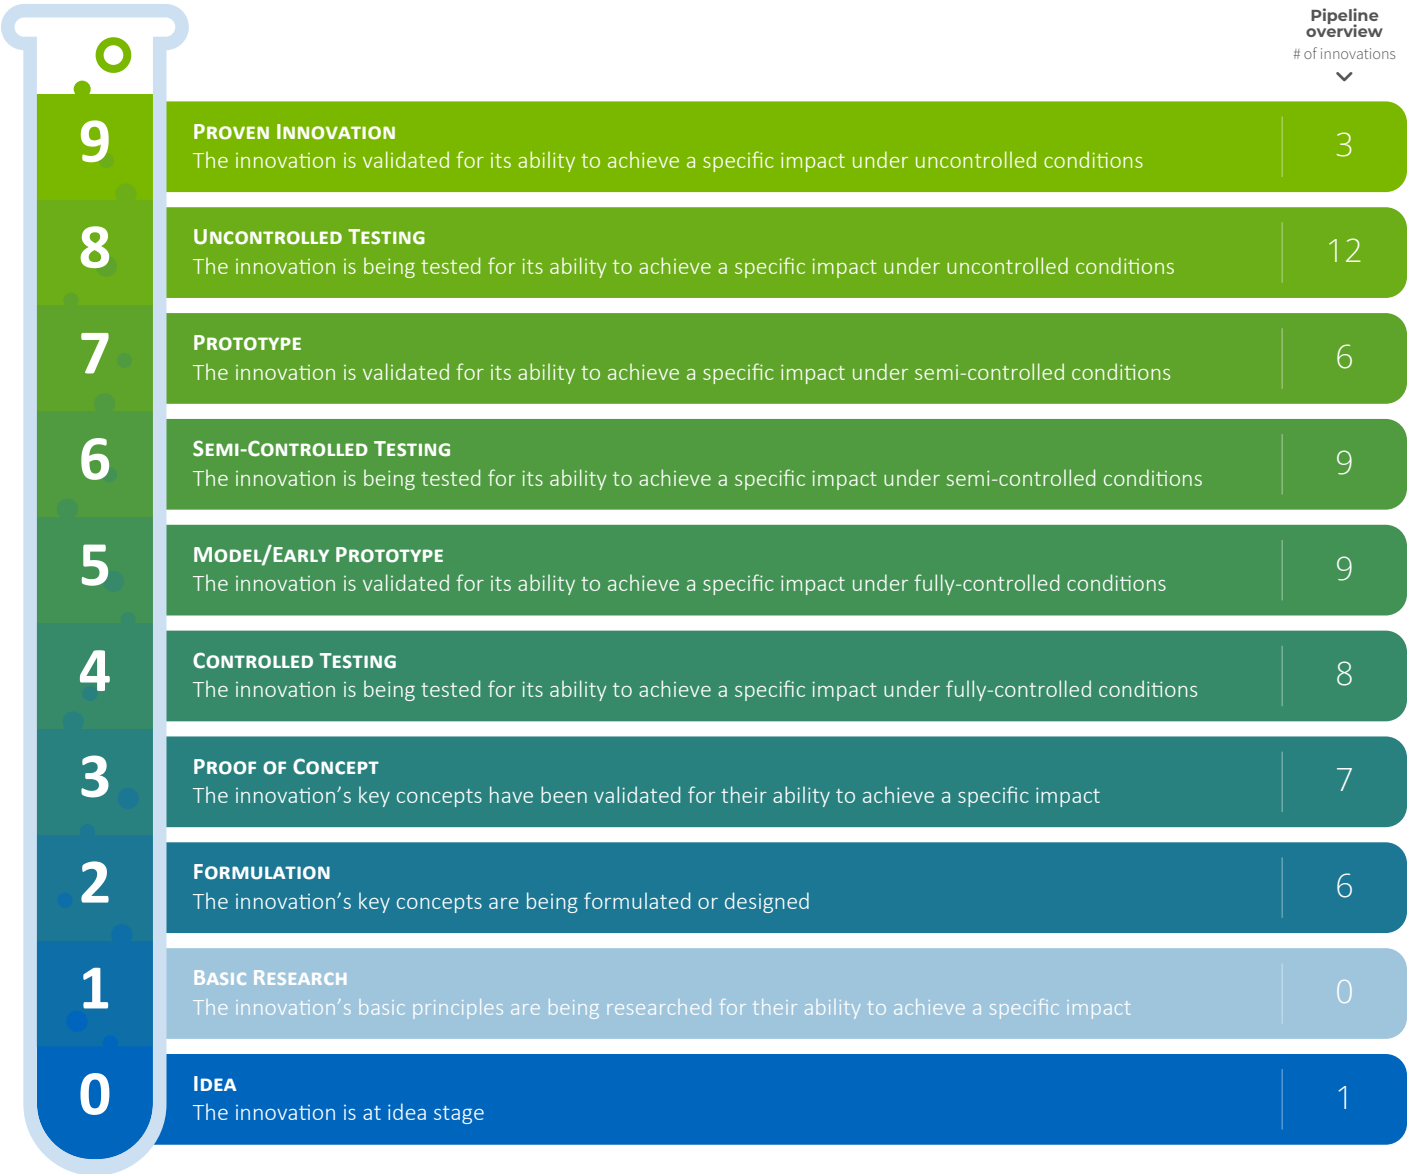 Pipeline
overview
# of innovations
9
PROVEN INNOVATION
The innovation is validated for its ability to achieve a specific impact under uncontrolled conditions
3
8
UNCONTROLLED TESTING
The innovation is being tested for its ability to achieve a specific impact under uncontrolled conditions
12
7
PROTOTYPE
The innovation is validated for its ability to achieve a specific impact under semi-controlled conditions
6
6
SEMI-CONTROLLED TESTING
The innovation is being tested for its ability to achieve a specific impact under semi-controlled conditions
9
5
MODEL/EARLY PROTOTYPE
The innovation is validated for its ability to achieve a specific impact under fully-controlled conditions
9
4
CONTROLLED TESTING
The innovation is being tested for its ability to achieve a specific impact under fully-controlled conditions
8
3
PROOF OF CONCEPT
The innovation’s key concepts have been validated for their ability to achieve a specific impact
7
2
FORMULATION
The innovation’s key concepts are being formulated or designed
6
1
BASIC RESEARCH
The innovation’s basic principles are being researched for their ability to achieve a specific impact
0
0
IDEA
The innovation is at idea stage
1